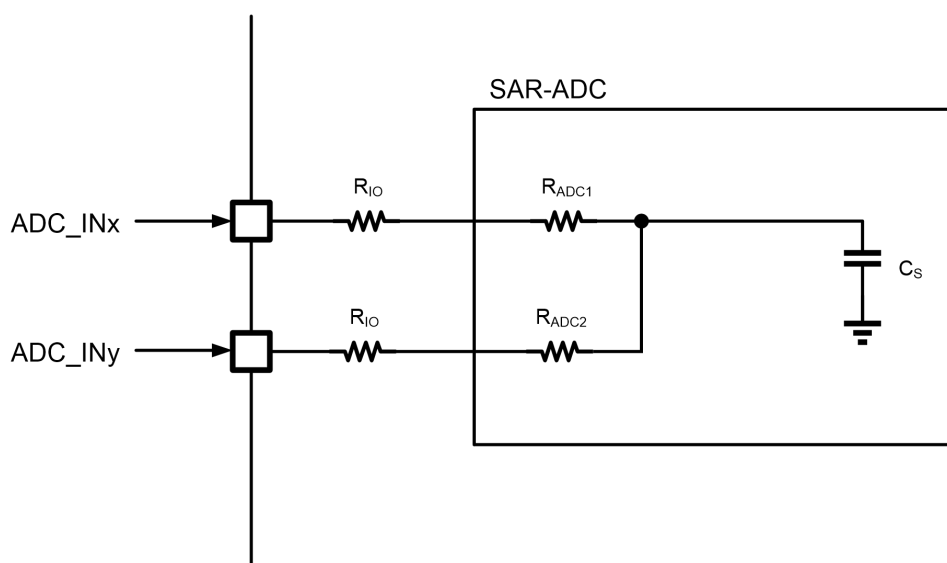 SAR-ADC
ADC_INx
R_IO
R_ADC1
C_S
ADC_INy
R_IO
R_ADC2